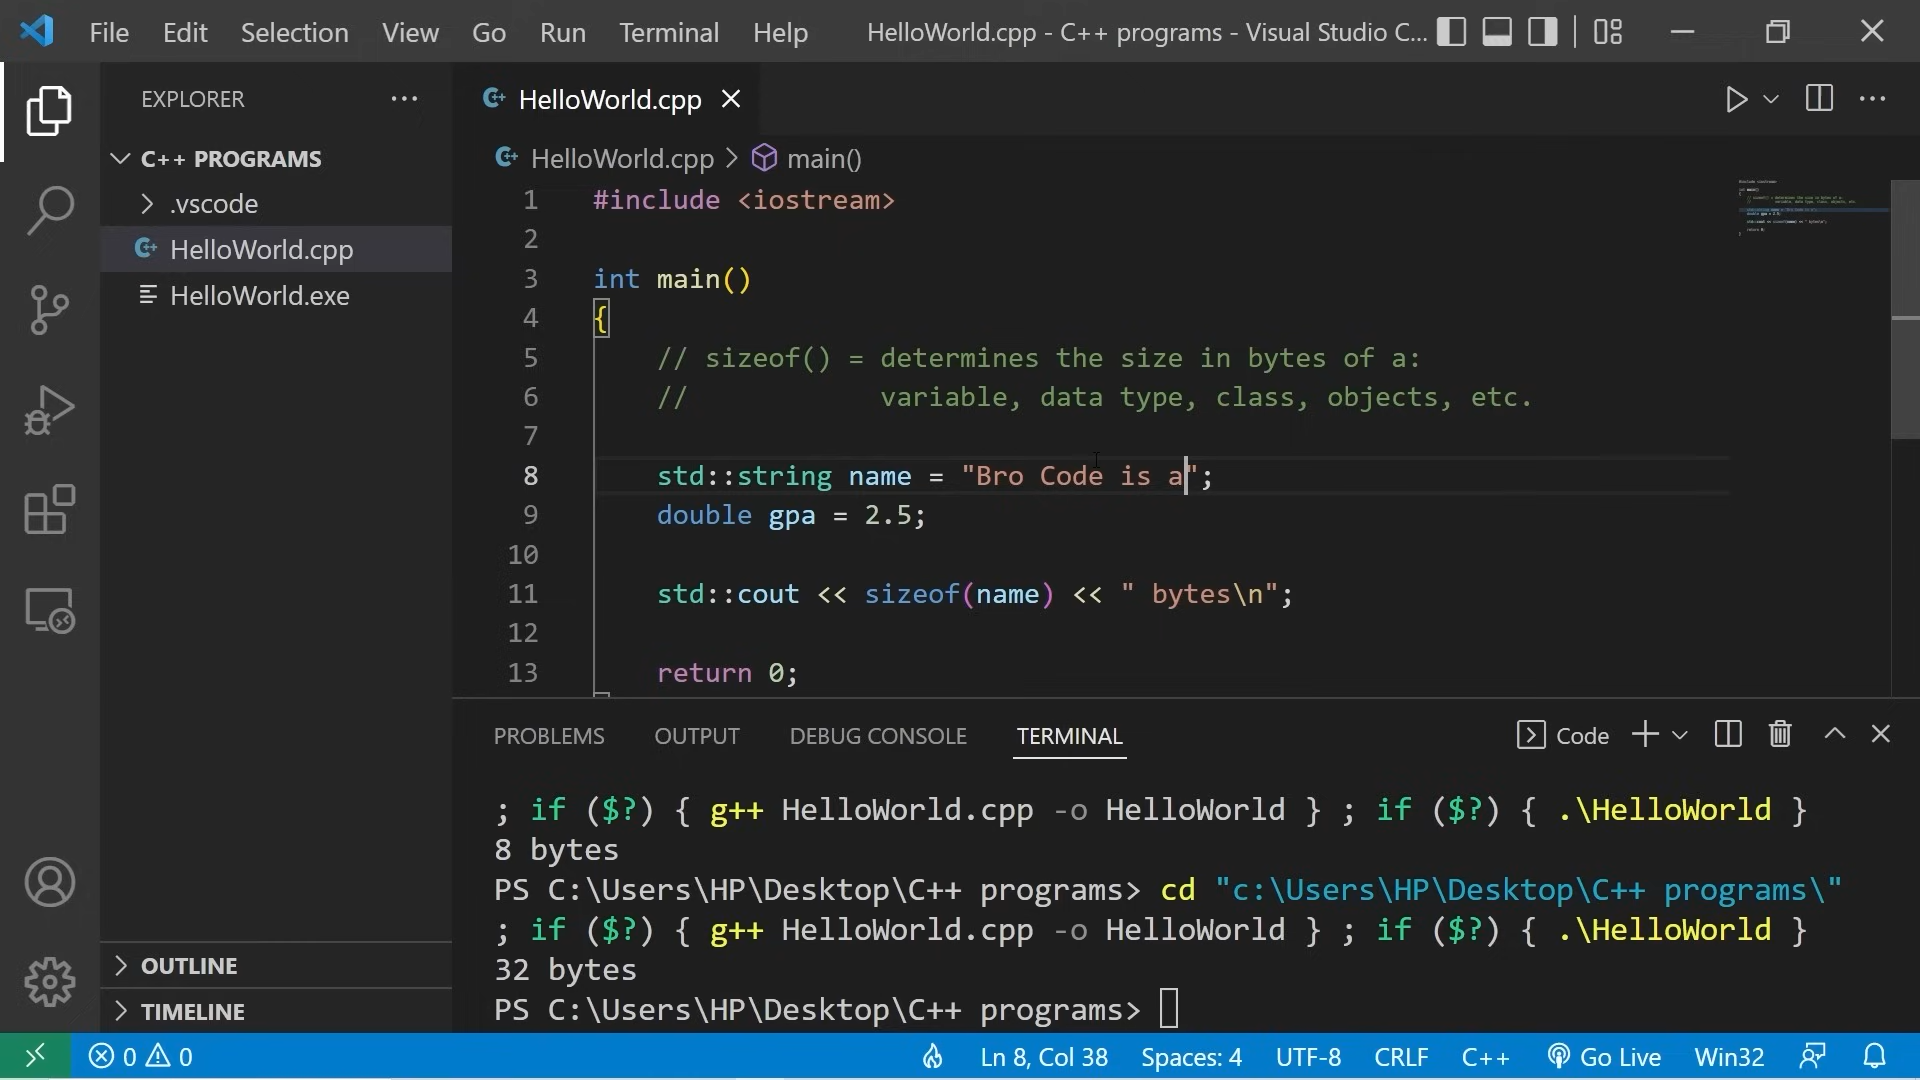 File Edit Selection View Go Run Terminal Help HelloWorld.cpp - C++ programs - Visual Studio C...
EXPLORER
C++ PROGRAMS
.vscode
HelloWorld.cpp
HelloWorld.exe
OUTLINE
TIMELINE
HelloWorld.cpp
HelloWorld.cpp > main()
1 #include <iostream>
2
3 int main()
4 {
5 // sizeof() = determines the size in bytes of a:
6 // variable, data type, class, objects, etc.
7
8 std::string name = "Bro Code is a";
9 double gpa = 2.5;
10
11 std::cout << sizeof(name) << " bytes\n";
12
13 return 0;
PROBLEMS OUTPUT DEBUG CONSOLE TERMINAL Code
; if ($?) { g++ HelloWorld.cpp -o HelloWorld } ; if ($?) { .\HelloWorld }
8 bytes
PS C:\Users\HP\Desktop\C++ programs> cd "c:\Users\HP\Desktop\C++ programs\"
; if ($?) { g++ HelloWorld.cpp -o HelloWorld } ; if ($?) { .\HelloWorld }
32 bytes
PS C:\Users\HP\Desktop\C++ programs>
0 0 Ln 8, Col 38 Spaces: 4 UTF-8 CRLF C++ Go Live Win32